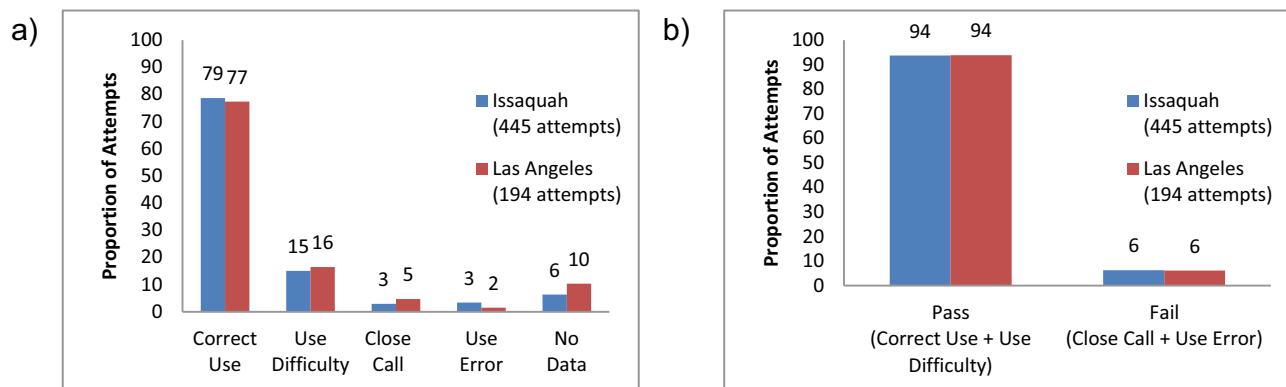 a)
100
90
80
70
60
50
40
30
20
10
0
Proportion of Attempts
79 77
15 16
3 5
3 2
6 10
Correct Use
Use Difficulty
Close Call
Use Error
No Data
Issaquah
(445 attempts)
Las Angeles
(194 attempts)
b)
100
90
80
70
60
50
40
30
20
10
0
Proportion of Attempts
94 94
6 6
Pass
(Correct Use + Use
Difficulty)
Fail
(Close Call + Use Error)
Issaquah
(445 attempts)
Las Angeles
(194 attempts)